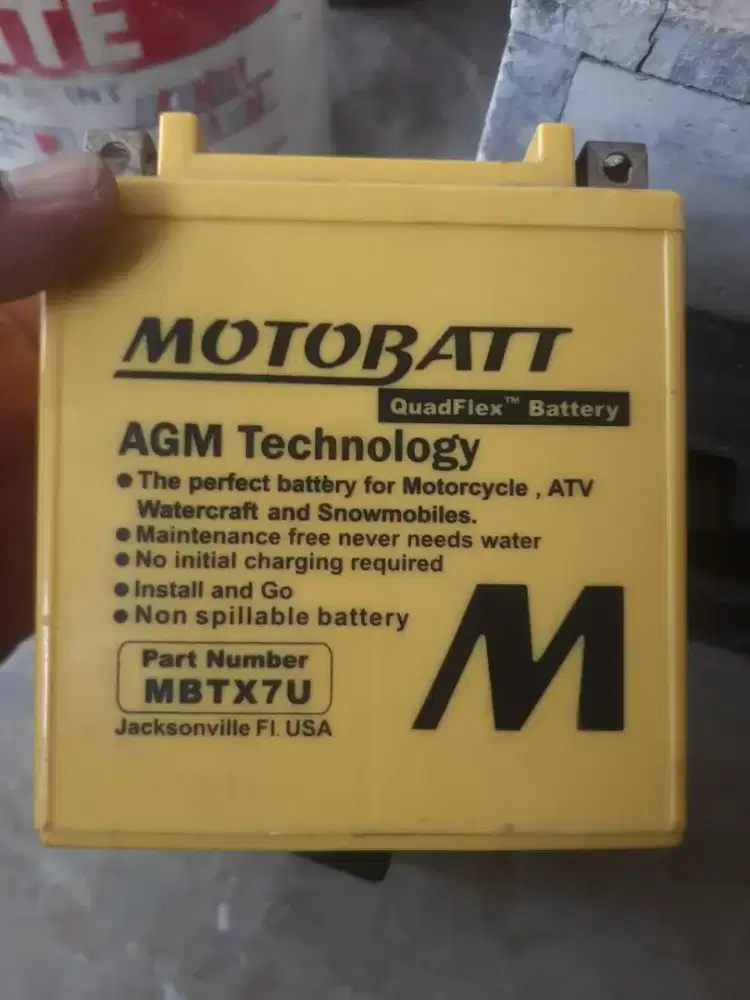 MOTOBATT
QuadFlex™ Battery
AGM Technology
● The perfect battery for Motorcycle , ATV
Watercraft and Snowmobiles.
● Maintenance free never needs water
● No initial charging required
● Install and Go
● Non spillable battery
Part Number
MBTX7U
Jacksonville Fl. USA
M